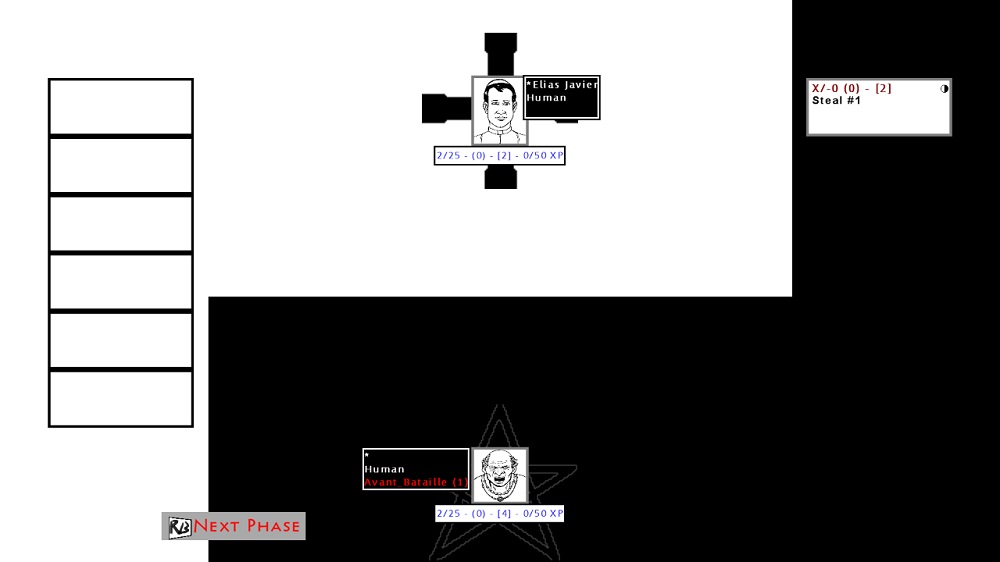 *Elias Javier
Human
2/25 - (0) - [2] - 0/50 XP
X/-0 (0) - [2]
Steal #1
*
Human
Avant Bataille (1)
2/25 - (0) - [4] - 0/50 XP
R/B NEXT PHASE